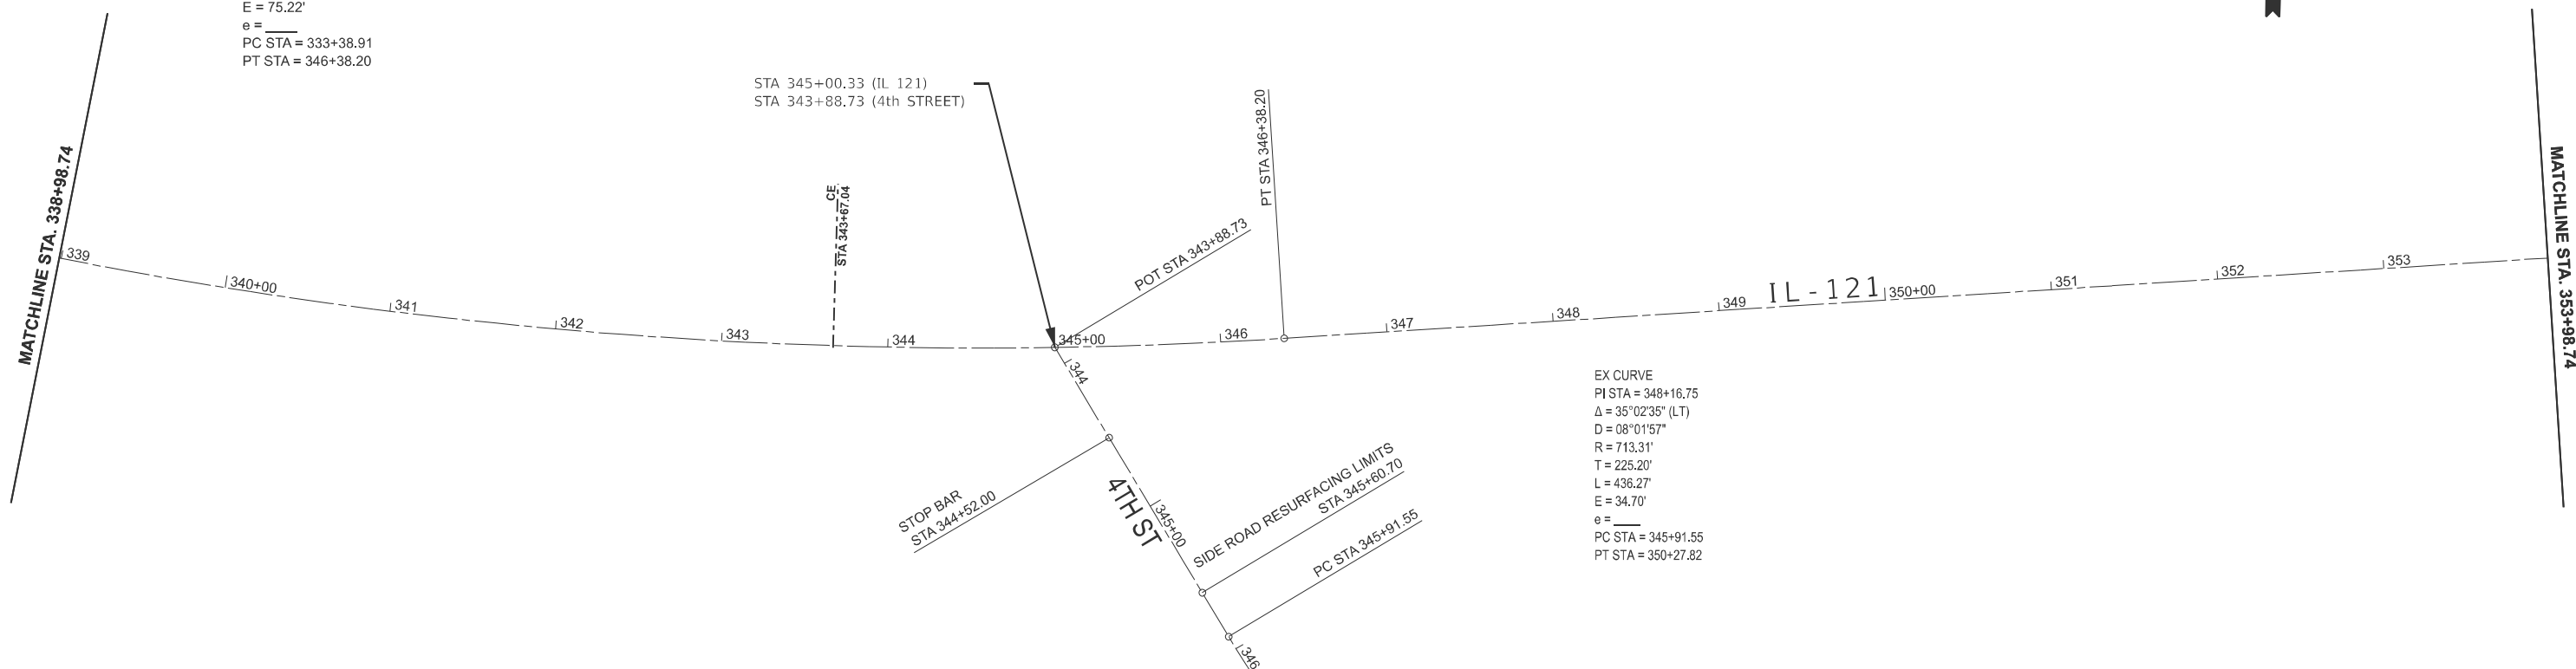 E = 75.22'
e = ____
PC STA = 333+38.91
PT STA = 346+38.20
STA 345+00.33 (IL 121)
STA 343+88.73 (4th STREET)
MATCHLINE STA. 338+98.74
CE
STA 343+67.04
POT STA 343+88.73
PT STA 346+38.20
MATCHLINE STA. 353+98.74
339
340+00
341
342
343
344
345+00
346
347
348
349
IL-121
350+00
351
352
353
344
STOP BAR
STA 344+52.00
4TH ST
345+00
SIDE ROAD RESURFACING LIMITS
STA 345+60.70
PC STA 345+91.55
346
EX CURVE
PI STA = 348+16.75
Δ = 35°02'35" (LT)
D = 08°01'57"
R = 713.31'
T = 225.20'
L = 436.27'
E = 34.70'
e = ____
PC STA = 345+91.55
PT STA = 350+27.82